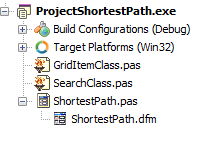 ProjectShortestPath.exe
Build Configurations (Debug)
Target Platforms (Win32)
GridItemClass.pas
SearchClass.pas
ShortestPath.pas
ShortestPath.dfm